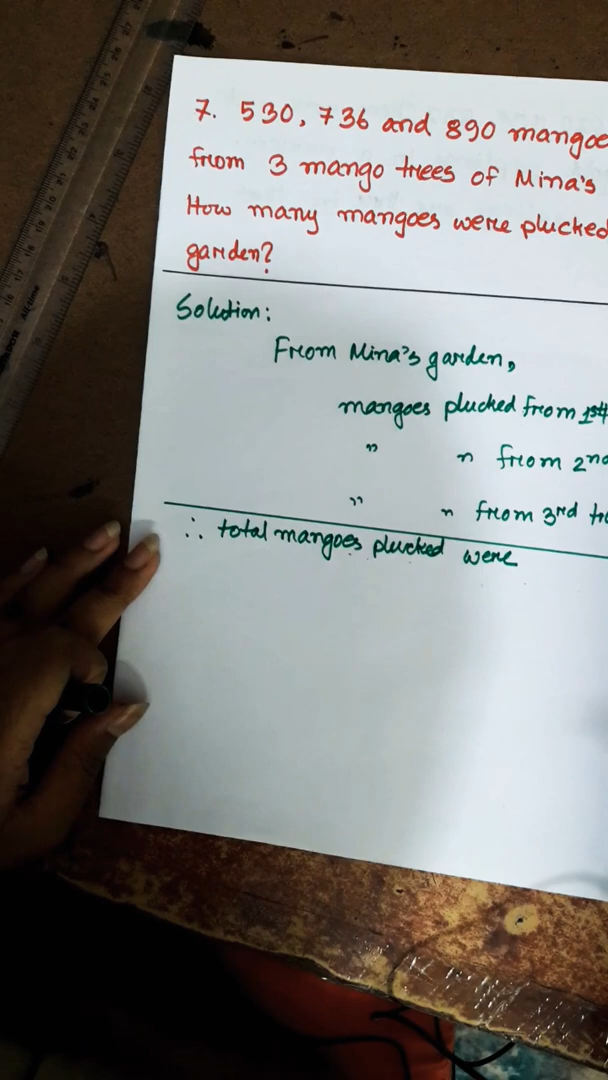 7. 530, 736 and 890 mangoe
from 3 mango trees of Mina's
How many mangoes were plucked
garden?
Solution:
From Mina's garden,
mangoes plucked from 1st
" " from 2nd
" " from 3rd tr
∴ total mangoes plucked were